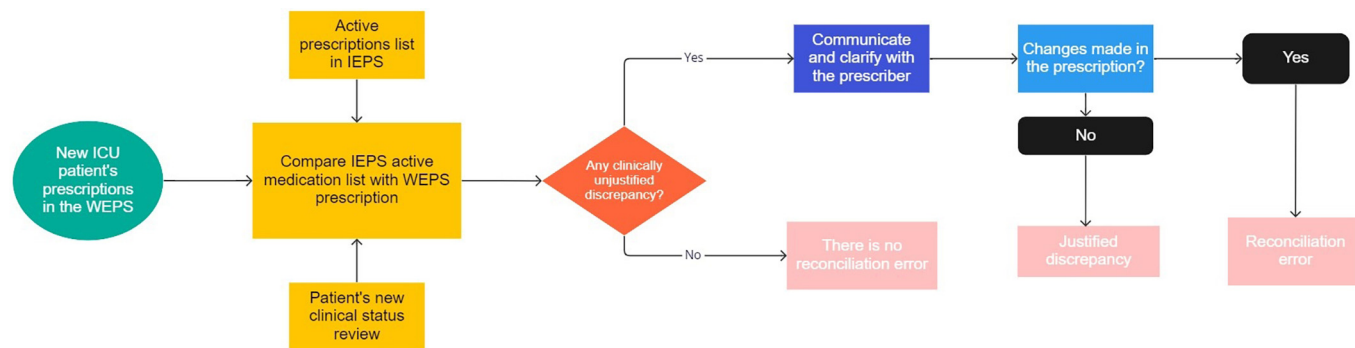 New ICU
patient's
prescriptions
in the WEPS
Active
prescriptions list
in IEPS
Compare IEPS active
medication list with WEPS
prescription
Patient's new
clinical status
review
Any clinically
unjustified
discrepancy?
Yes
No
Communicate
and clarify with
the prescriber
There is no
reconciliation error
Changes made in
the prescription?
No
Justified
discrepancy
Yes
Reconciliation
error